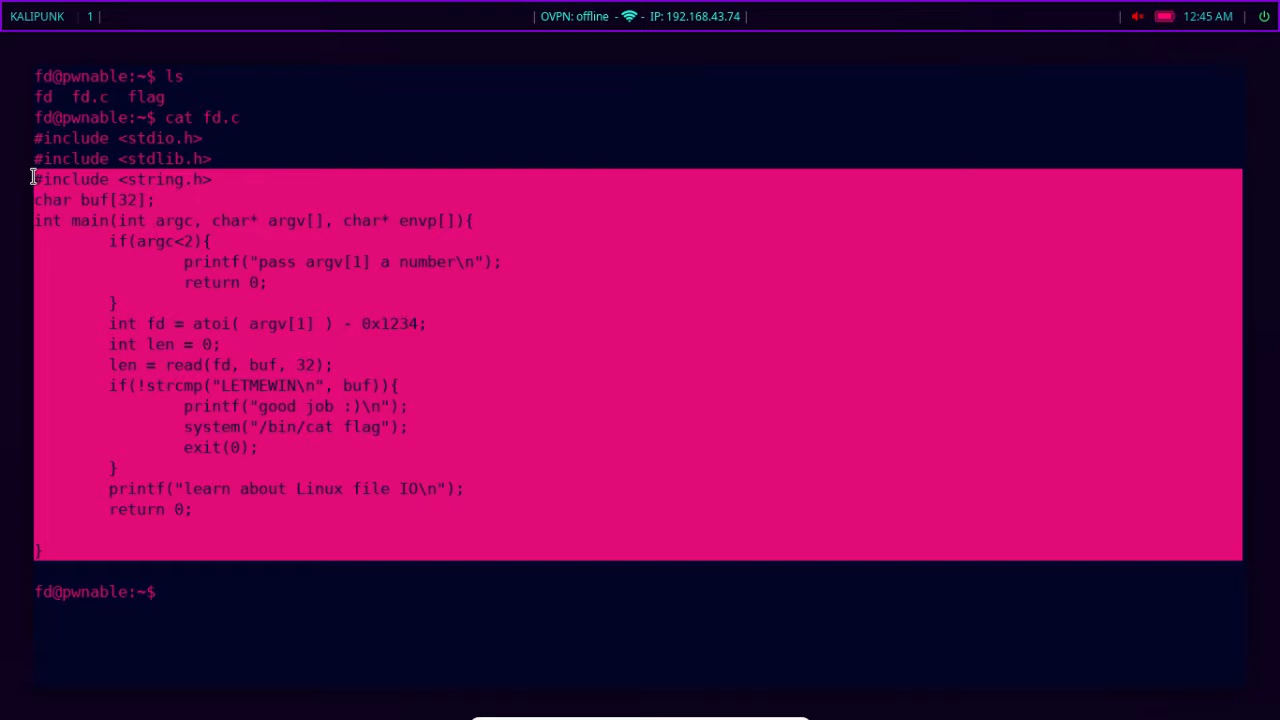 KALIPUNK 1 | | OVPN: offline - - IP: 192.168.43.74 | | 12:45 AM |
fd@pwnable:~$ ls
fd  fd.c  flag
fd@pwnable:~$ cat fd.c
#include <stdio.h>
#include <stdlib.h>
#include <string.h>
char buf[32];
int main(int argc, char* argv[], char* envp[]){
        if(argc<2){
                printf("pass argv[1] a number\n");
                return 0;
        }
        int fd = atoi( argv[1] ) - 0x1234;
        int len = 0;
        len = read(fd, buf, 32);
        if(!strcmp("LETMEWIN\n", buf)){
                printf("good job :)\n");
                system("/bin/cat flag");
                exit(0);
        }
        printf("learn about Linux file IO\n");
        return 0;
}
fd@pwnable:~$